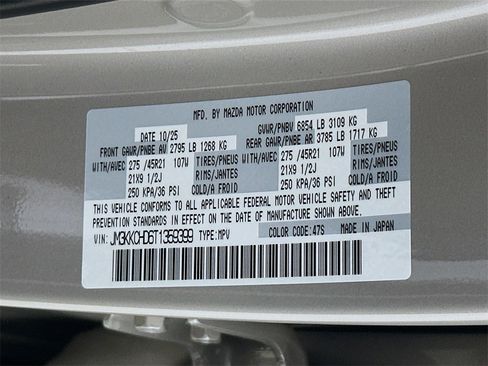 MFD. BY MAZDA MOTOR CORPORATION
DATE 10/25 GVWR/PNBV 6854 LB 3109 KG
FRONT GAWR/PNBE AV 2795 LB 1268 KG REAR GAWR/PNBE AR 3785 LB 1717 KG
WITH/AVEC 275 /45R21 107W TIRES/PNEUS WITH/AVEC 275 /45R21 107W TIRES/PNEUS
21X9 1/2J RIMS/JANTES 21X9 1/2J RIMS/JANTES
250 KPA/36 PSI COLD/A FROID 250 KPA/36 PSI COLD/A FROID
THIS VEHICLE CONFORMS TO ALL APPLICABLE FEDERAL MOTOR VEHICLE SAFETY AND THEFT
PREVENTION STANDARDS IN EFFECT ON THE DATE OF MANUFACTURE SHOWN ABOVE.
VIN: JM3KKCHD6T1359399 TYPE:MPV COLOR CODE:47S MADE IN JAPAN